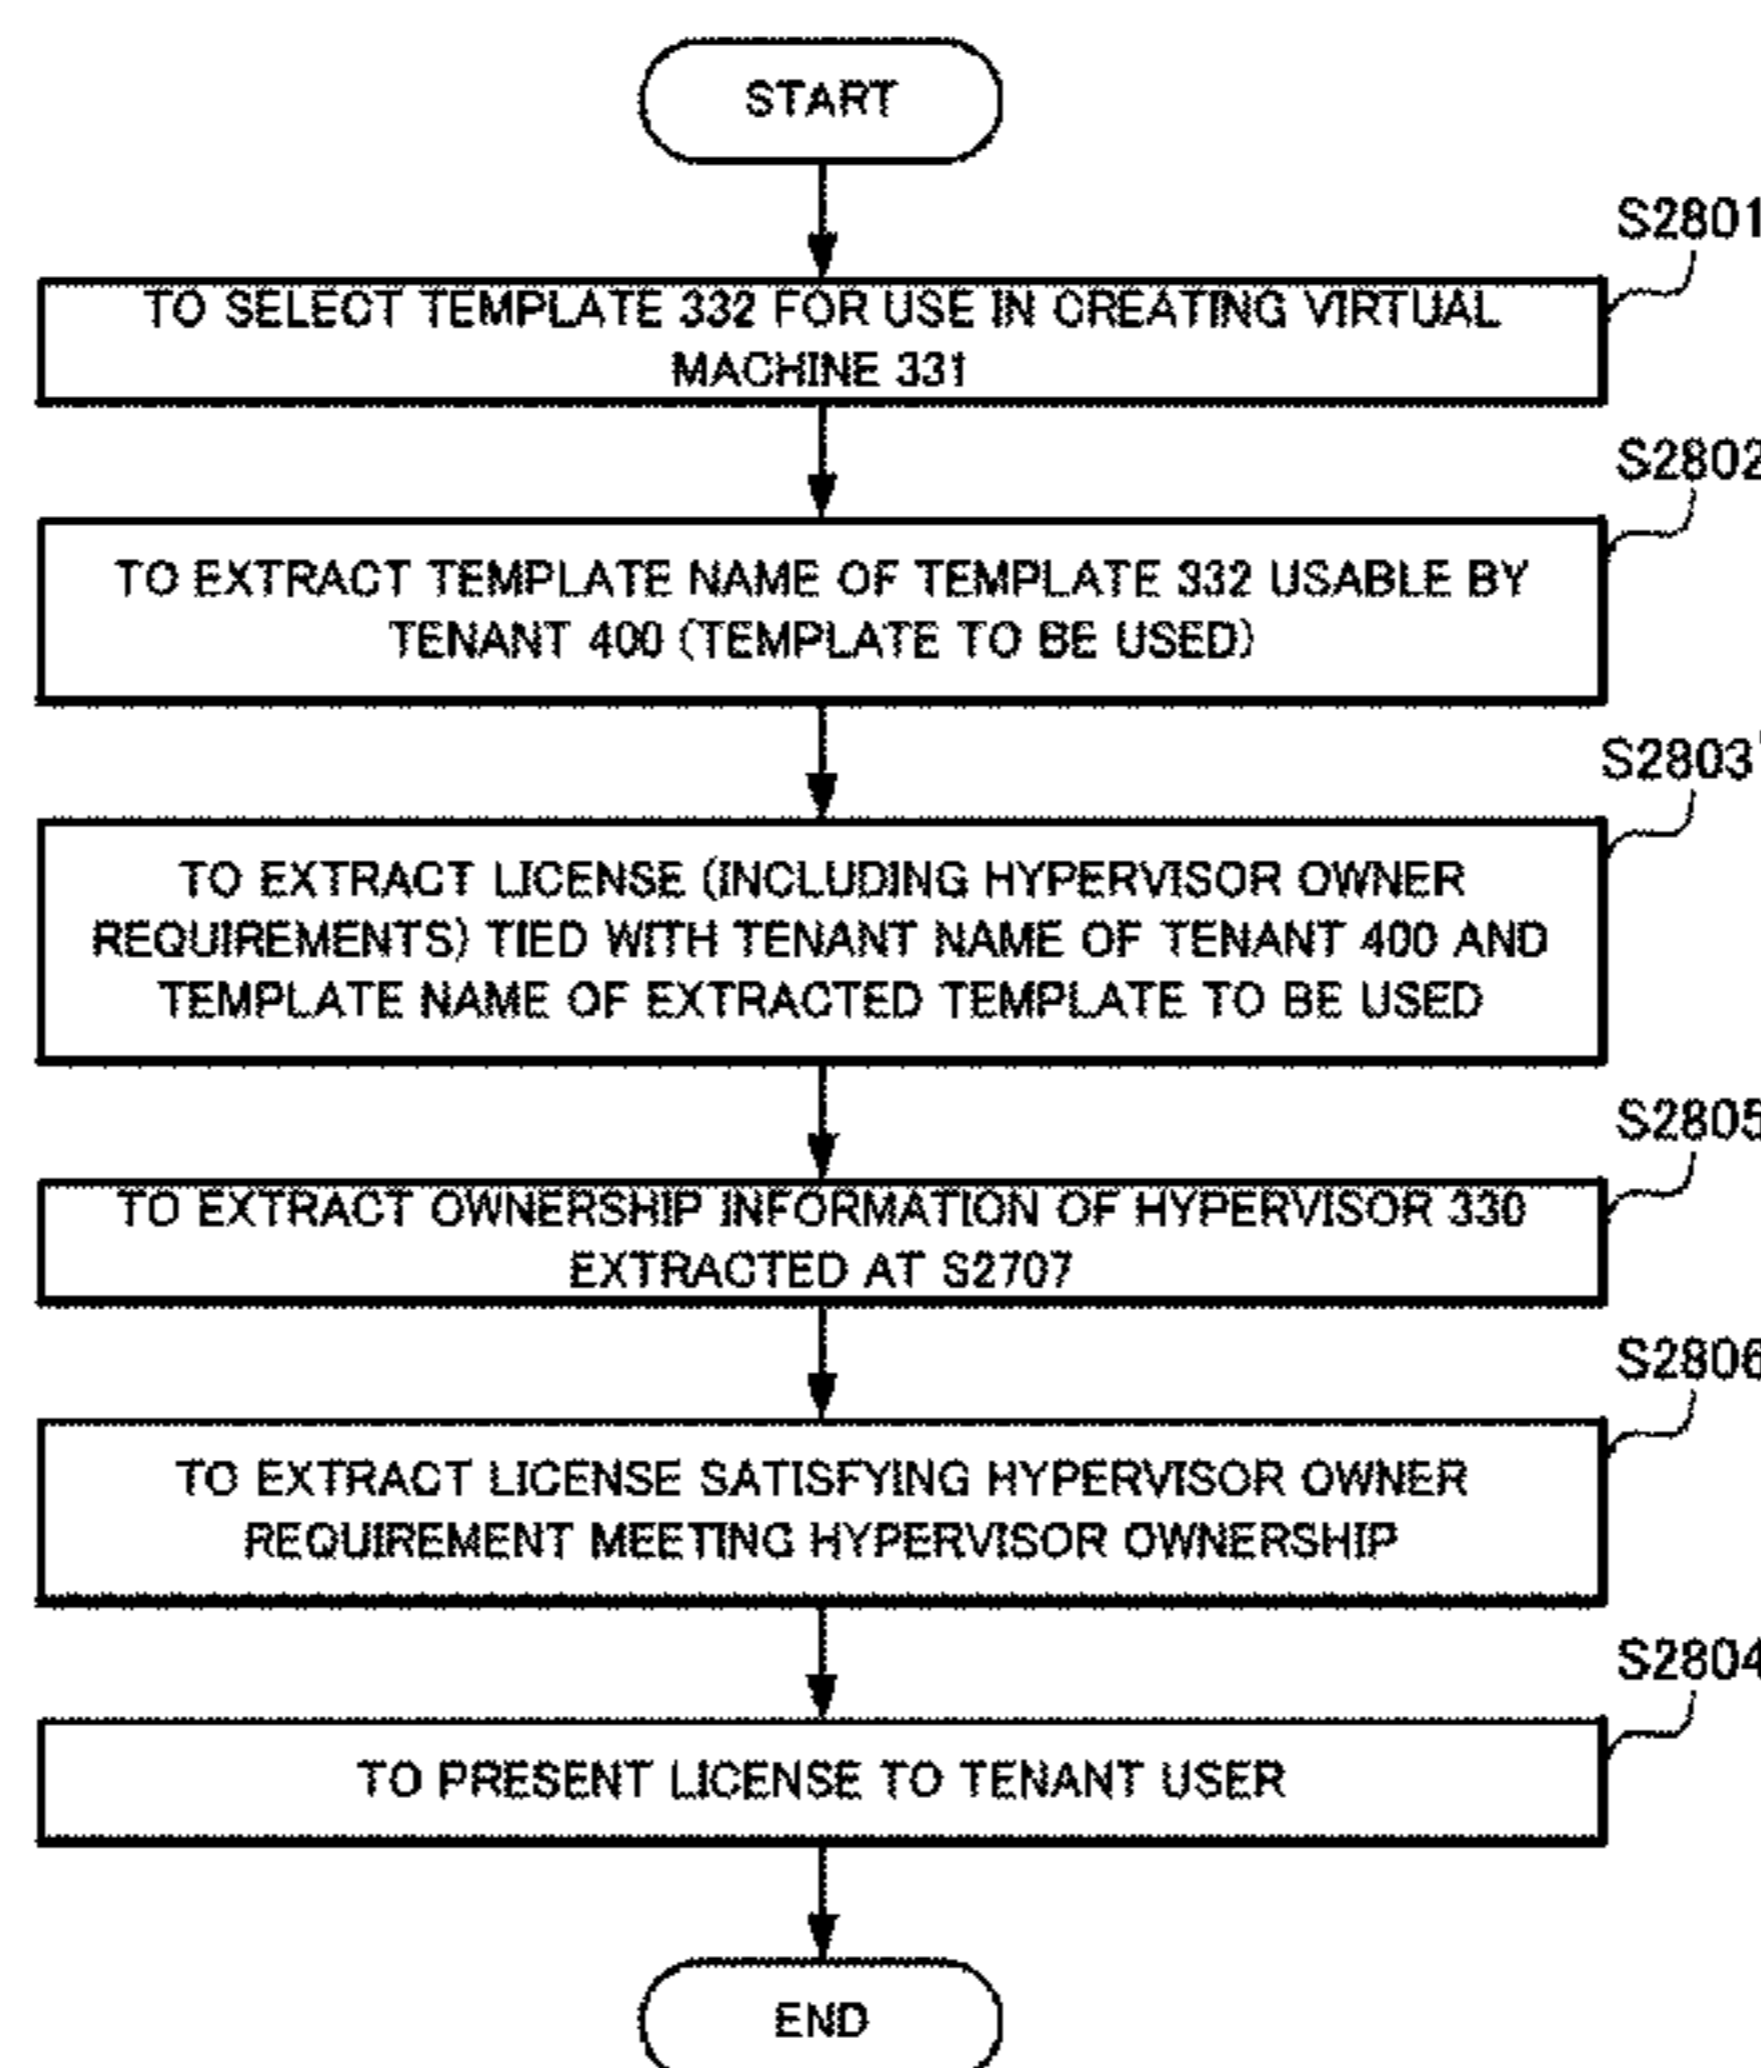 START
S2801
TO SELECT TEMPLATE 332 FOR USE IN CREATING VIRTUAL
MACHINE 331
S2802
TO EXTRACT TEMPLATE NAME OF TEMPLATE 332 USABLE BY
TENANT 400 (TEMPLATE TO BE USED)
S2803'
TO EXTRACT LICENSE (INCLUDING HYPERVISOR OWNER
REQUIREMENTS) TIED WITH TENANT NAME OF TENANT 400 AND
TEMPLATE NAME OF EXTRACTED TEMPLATE TO BE USED
S2805
TO EXTRACT OWNERSHIP INFORMATION OF HYPERVISOR 330
EXTRACTED AT S2707
S2806
TO EXTRACT LICENSE SATISFYING HYPERVISOR OWNER
REQUIREMENT MEETING HYPERVISOR OWNERSHIP
S2804
TO PRESENT LICENSE TO TENANT USER
END